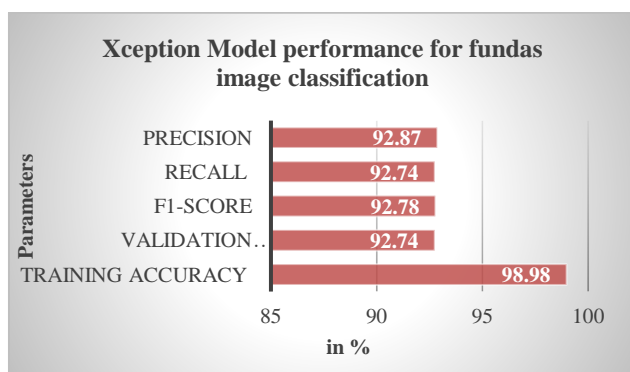 Xception Model performance for fundas
image classification
Parameters
PRECISION 92.87
RECALL 92.74
F1-SCORE 92.78
VALIDATION.. 92.74
TRAINING ACCURACY 98.98
85 90 95 100
in %